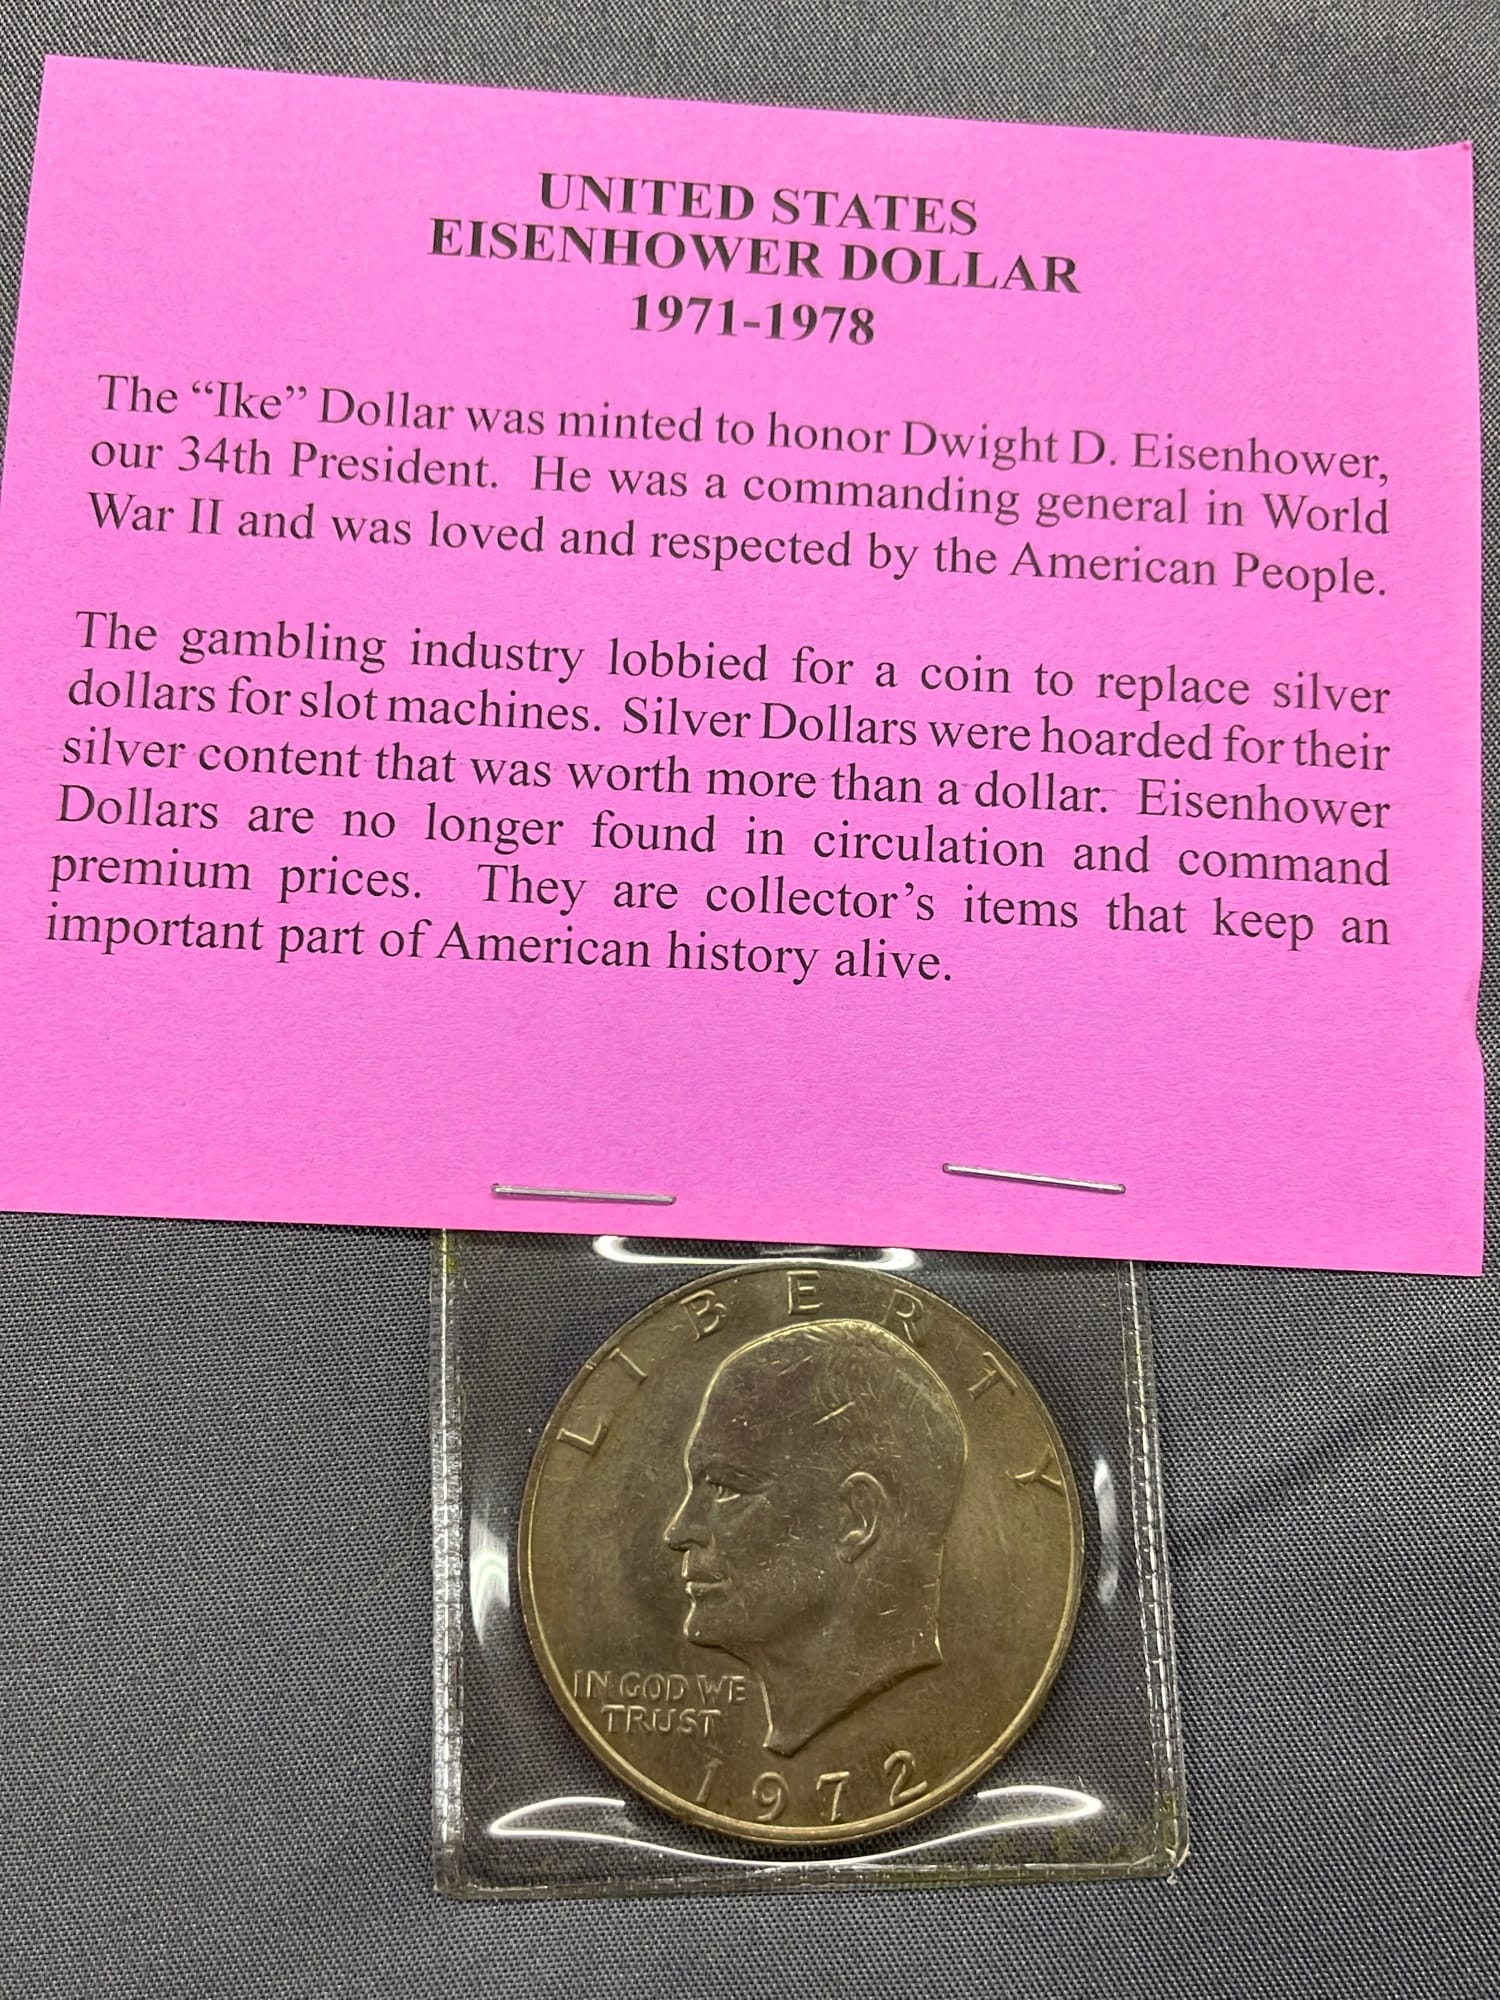 UNITED STATES
EISENHOWER DOLLAR
1971-1978
The “Ike” Dollar was minted to honor Dwight D. Eisenhower,
our 34th President. He was a commanding general in World
War II and was loved and respected by the American People.
The gambling industry lobbied for a coin to replace silver
dollars for slot machines. Silver Dollars were hoarded for their
silver content that was worth more than a dollar. Eisenhower
Dollars are no longer found in circulation and command
premium prices. They are collector’s items that keep an
important part of American history alive.
LIBERTY
IN GOD WE
TRUST
1972